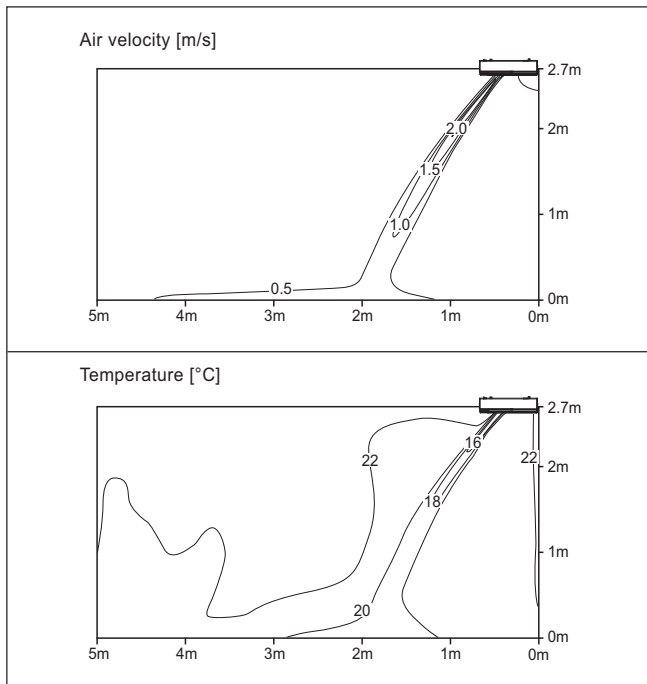 Air velocity [m/s]
2.7m
2.0
2m
1.5
1.0
1m
0.5
0m
5m 4m 3m 2m 1m 0m
Temperature [°C]
2.7m
16
22 22
2m
18
1m
20
0m
5m 4m 3m 2m 1m 0m